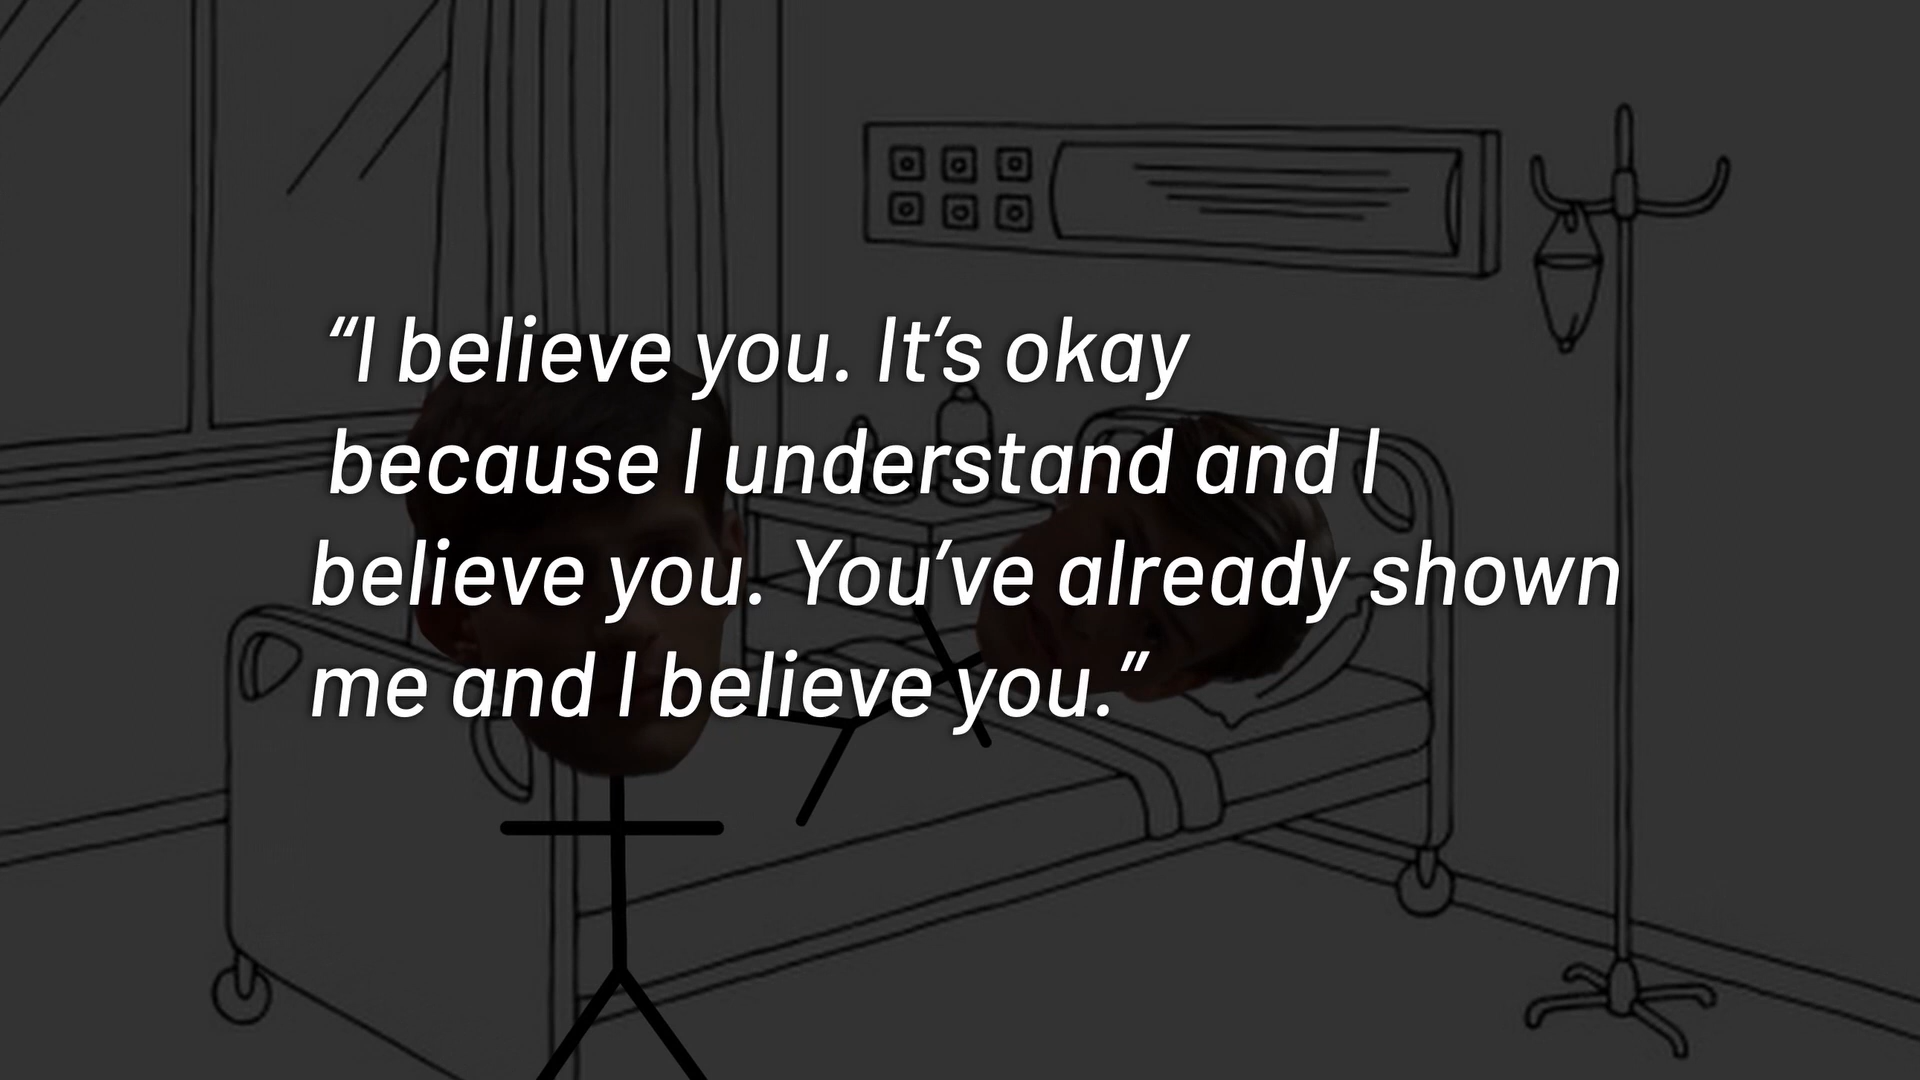 “I believe you. It’s okay
because I understand and I
believe you. You’ve already shown
me and I believe you.”